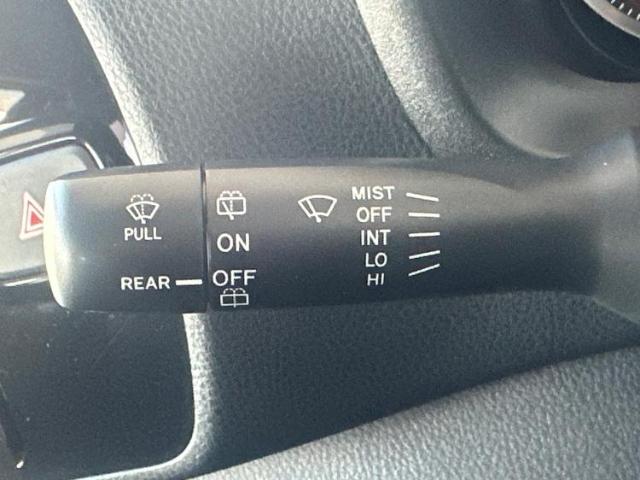 PULL
REAR
ON
OFF
MIST
OFF
INT
LO
HI